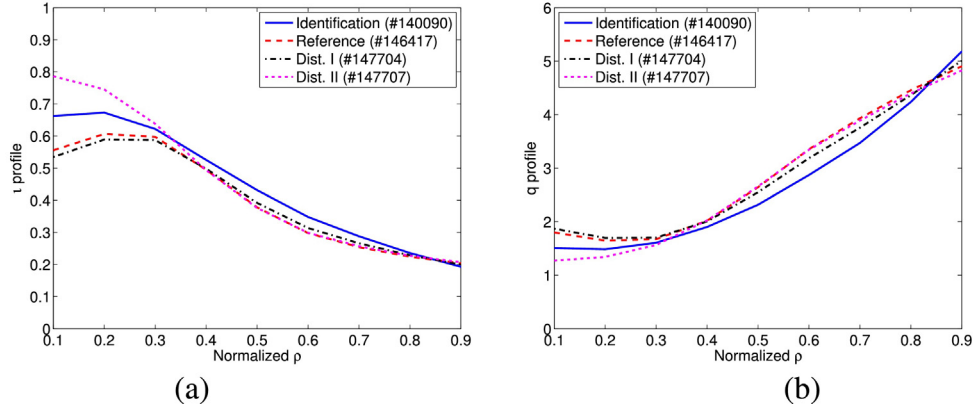 Identification (#140090)
Reference (#146417)
Dist. I (#147704)
Dist. II (#147707)
1
0.9
0.8
0.7
0.6
0.5
0.4
0.3
0.2
0.1
0
ι profile
0.1 0.2 0.3 0.4 0.5 0.6 0.7 0.8 0.9
Normalized ρ
(a)
Identification (#140090)
Reference (#146417)
Dist. I (#147704)
Dist. II (#147707)
6
5
4
3
2
1
0
q profile
0.1 0.2 0.3 0.4 0.5 0.6 0.7 0.8 0.9
Normalized ρ
(b)